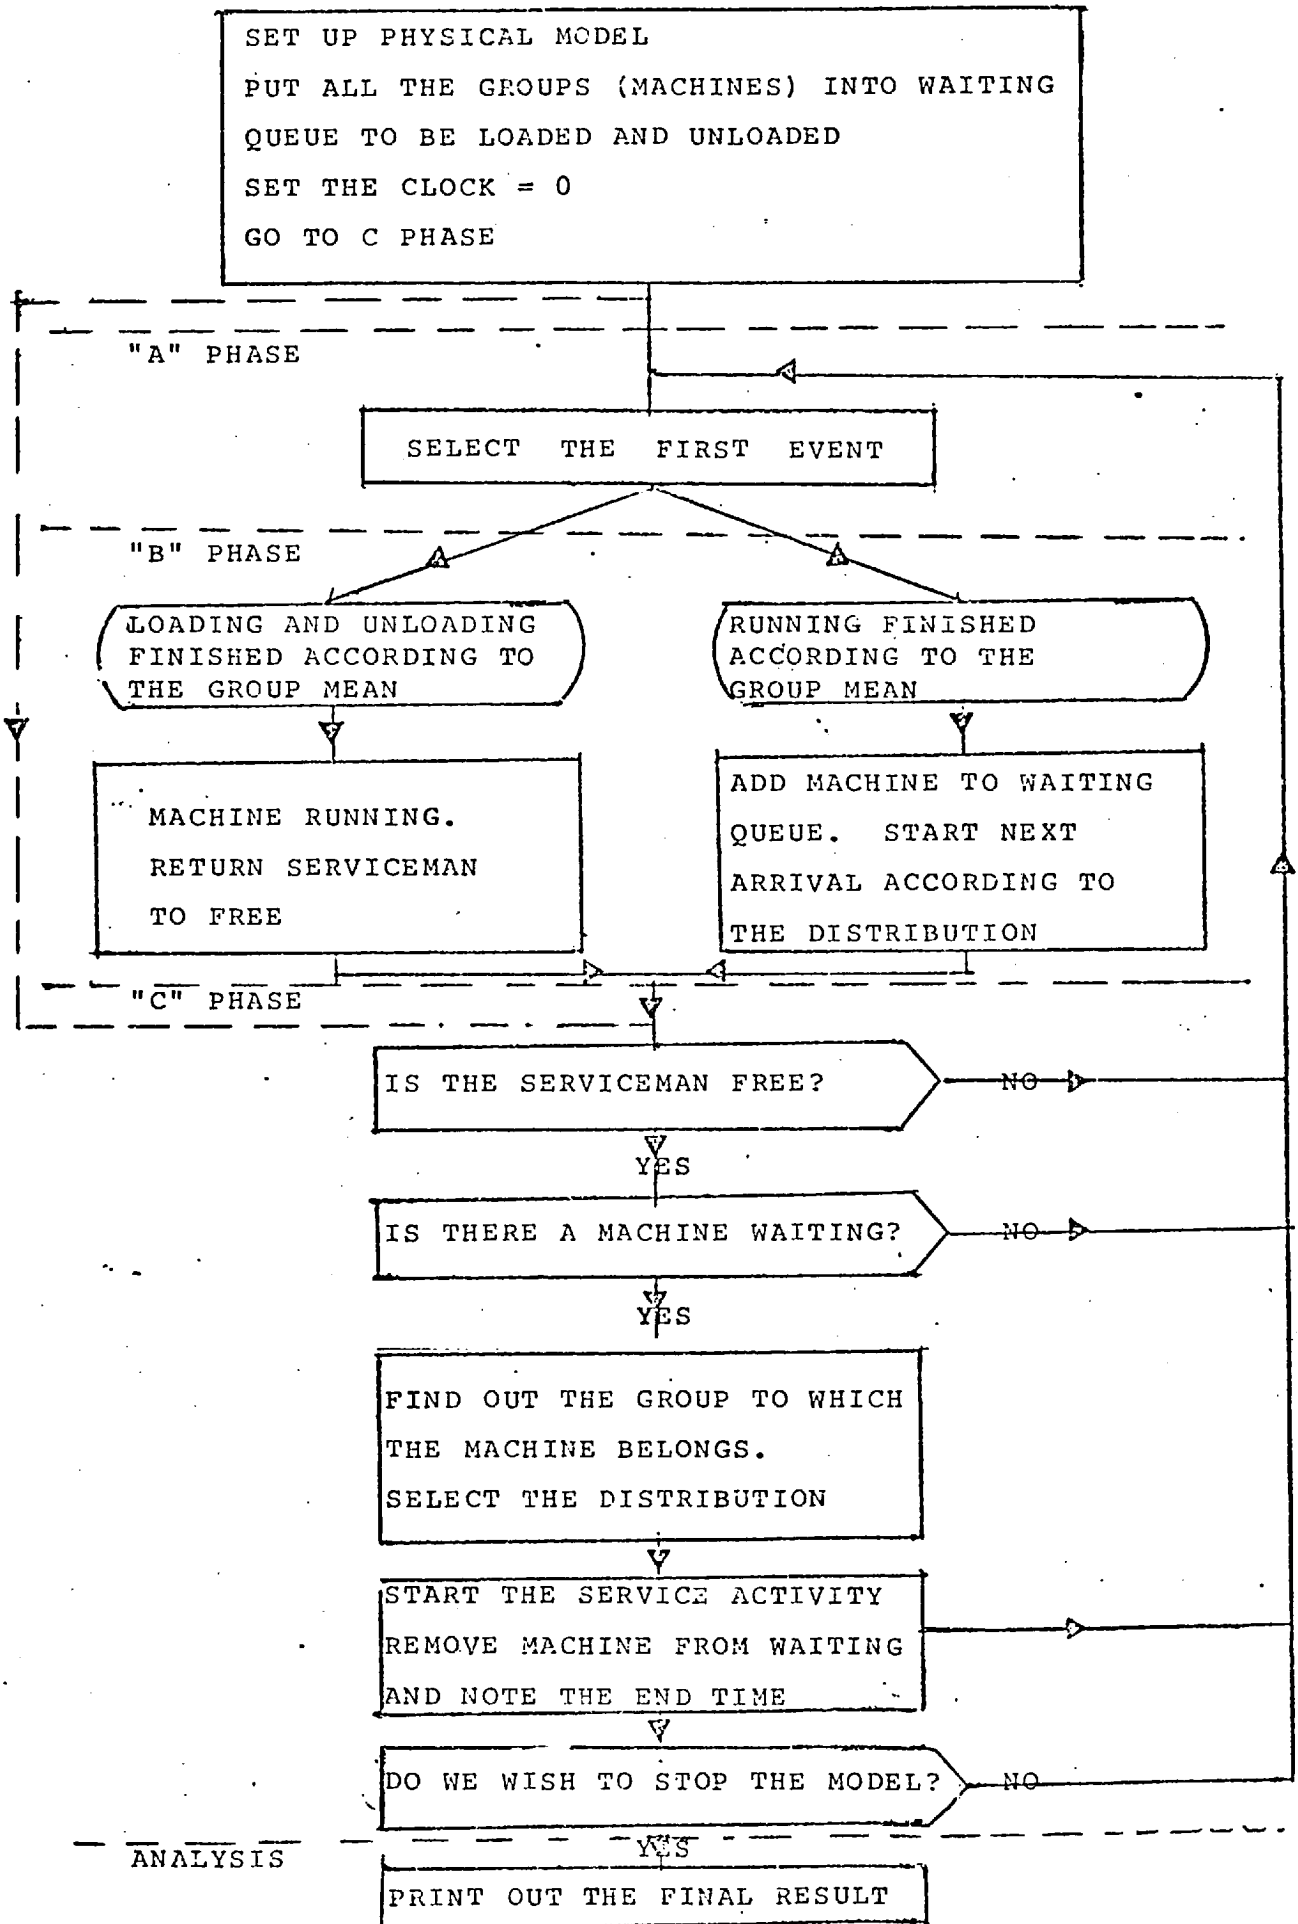 SET UP PHYSICAL MODEL
PUT ALL THE GROUPS (MACHINES) INTO WAITING
QUEUE TO BE LOADED AND UNLOADED
SET THE CLOCK = 0
GO TO C PHASE
"A" PHASE
SELECT THE FIRST EVENT
"B" PHASE
LOADING AND UNLOADING
FINISHED ACCORDING TO
THE GROUP MEAN
RUNNING FINISHED
ACCORDING TO THE
GROUP MEAN
MACHINE RUNNING.
RETURN SERVICEMAN
TO FREE
ADD MACHINE TO WAITING
QUEUE. START NEXT
ARRIVAL ACCORDING TO
THE DISTRIBUTION
"C" PHASE
IS THE SERVICEMAN FREE?
NO
YES
IS THERE A MACHINE WAITING?
NO
YES
FIND OUT THE GROUP TO WHICH
THE MACHINE BELONGS.
SELECT THE DISTRIBUTION
START THE SERVICE ACTIVITY
REMOVE MACHINE FROM WAITING
AND NOTE THE END TIME
DO WE WISH TO STOP THE MODEL?
NO
YES
ANALYSIS
PRINT OUT THE FINAL RESULT